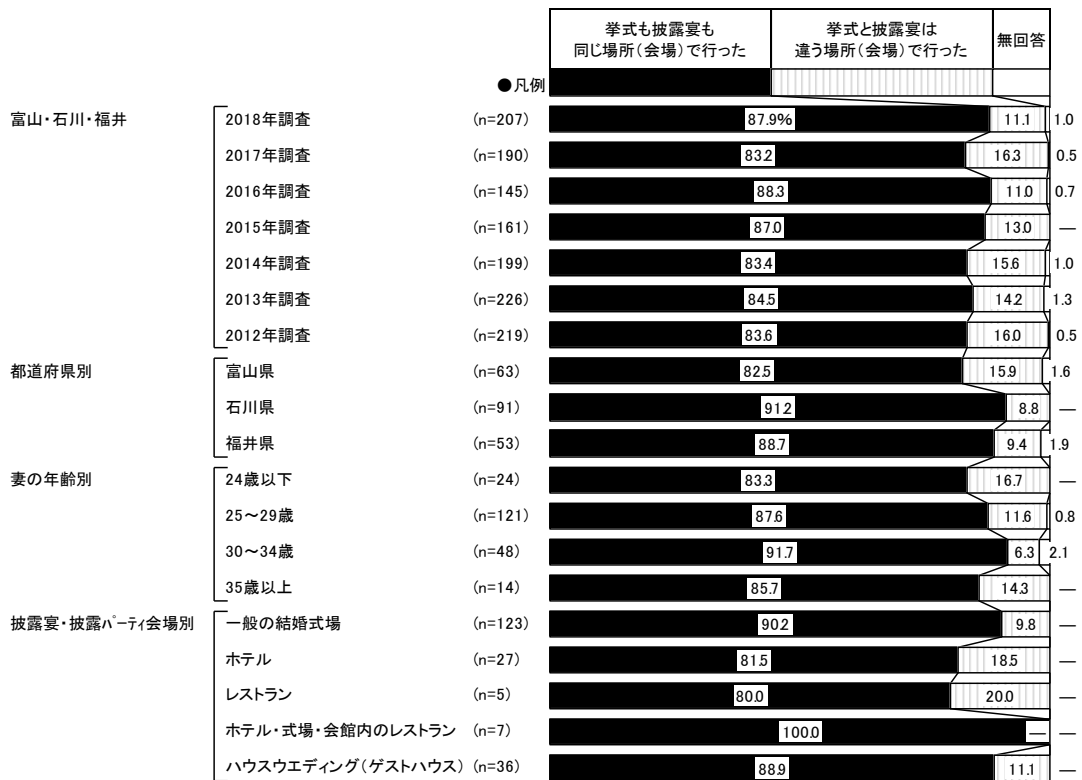 挙式も披露宴も
同じ場所(会場)で行った
挙式と披露宴は
違う場所(会場)で行った
無回答
●凡例
富山・石川・福井 2018年調査 (n=207) 87.9% 11.1 1.0
2017年調査 (n=190) 83.2 16.3 0.5
2016年調査 (n=145) 88.3 11.0 0.7
2015年調査 (n=161) 87.0 13.0 —
2014年調査 (n=199) 83.4 15.6 1.0
2013年調査 (n=226) 84.5 14.2 1.3
2012年調査 (n=219) 83.6 16.0 0.5
都道府県別 富山県 (n=63) 82.5 15.9 1.6
石川県 (n=91) 91.2 8.8 —
福井県 (n=53) 88.7 9.4 1.9
妻の年齢別 24歳以下 (n=24) 83.3 16.7 —
25～29歳 (n=121) 87.6 11.6 0.8
30～34歳 (n=48) 91.7 6.3 2.1
35歳以上 (n=14) 85.7 14.3 —
披露宴・披露ﾊﾟｰﾃｨ会場別 一般の結婚式場 (n=123) 90.2 9.8 —
ホテル (n=27) 81.5 18.5 —
レストラン (n=5) 80.0 20.0 —
ホテル・式場・会館内のレストラン (n=7) 100.0 — —
ハウスウエディング(ゲストハウス) (n=36) 88.9 11.1 —